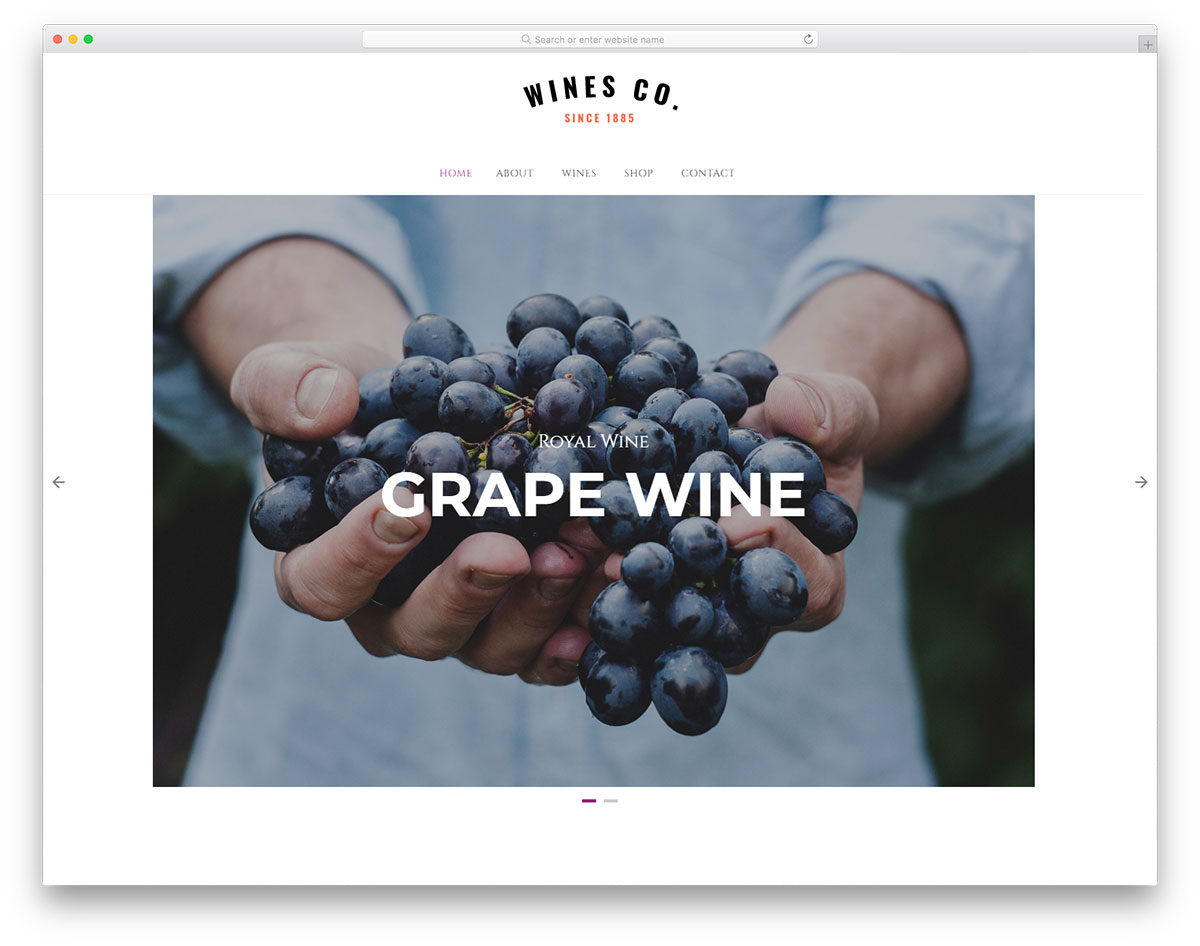 Search or enter website name
WINES CO.
SINCE 1885
HOME ABOUT WINES SHOP CONTACT
ROYAL WINE
GRAPE WINE